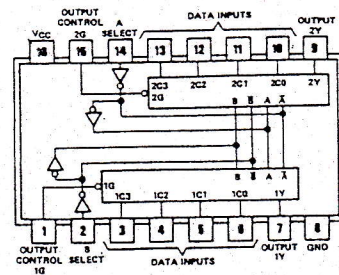 OUTPUT CONTROL A DATA INPUTS OUTPUT
VCC 2G SELECT 2Y
16 15 14 13 12 11 10 9
2C3 2C2 2C1 2C0 2Y
2G
B B A A
1G
1C3 1C2 1C1 1C0 1Y
1 2 3 4 5 6 7 8
OUTPUT CONTROL 1G B SELECT DATA INPUTS OUTPUT 1Y GND